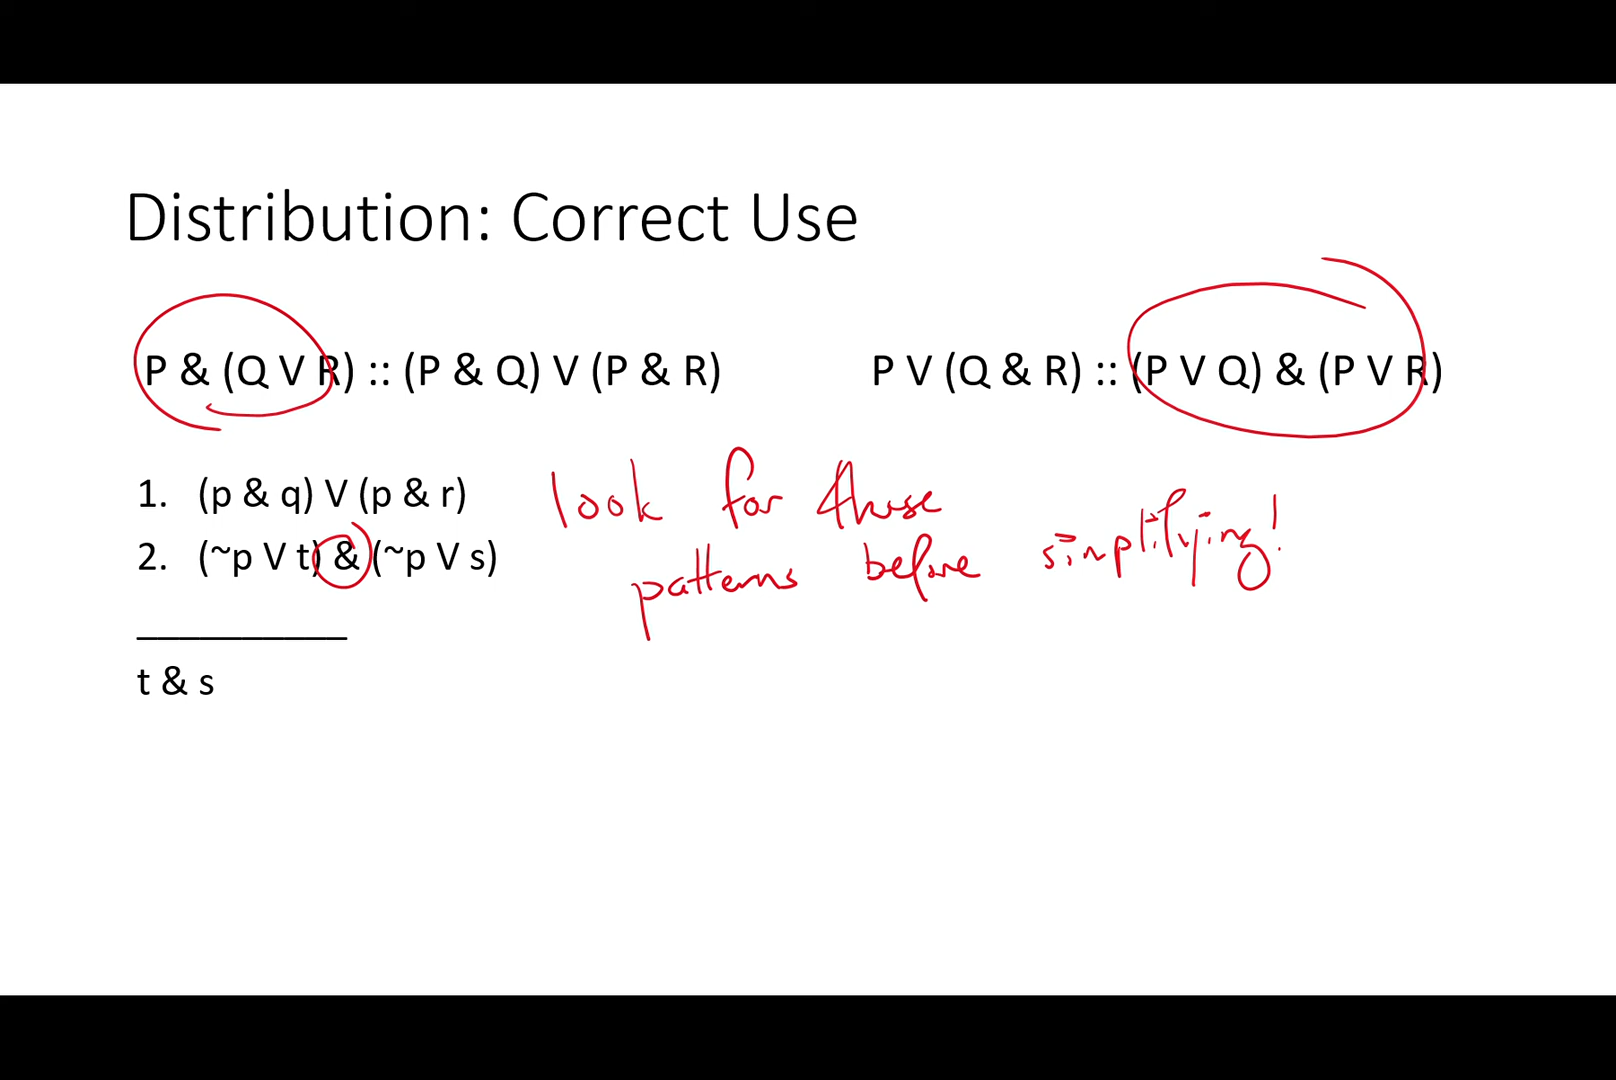 Distribution: Correct Use
P & (Q V R) :: (P & Q) V (P & R)
P V (Q & R) :: (P V Q) & (P V R)
1. (p & q) V (p & r)
2. (~p V t) & (~p V s)
t & s
look for these
patterns before simplifying!